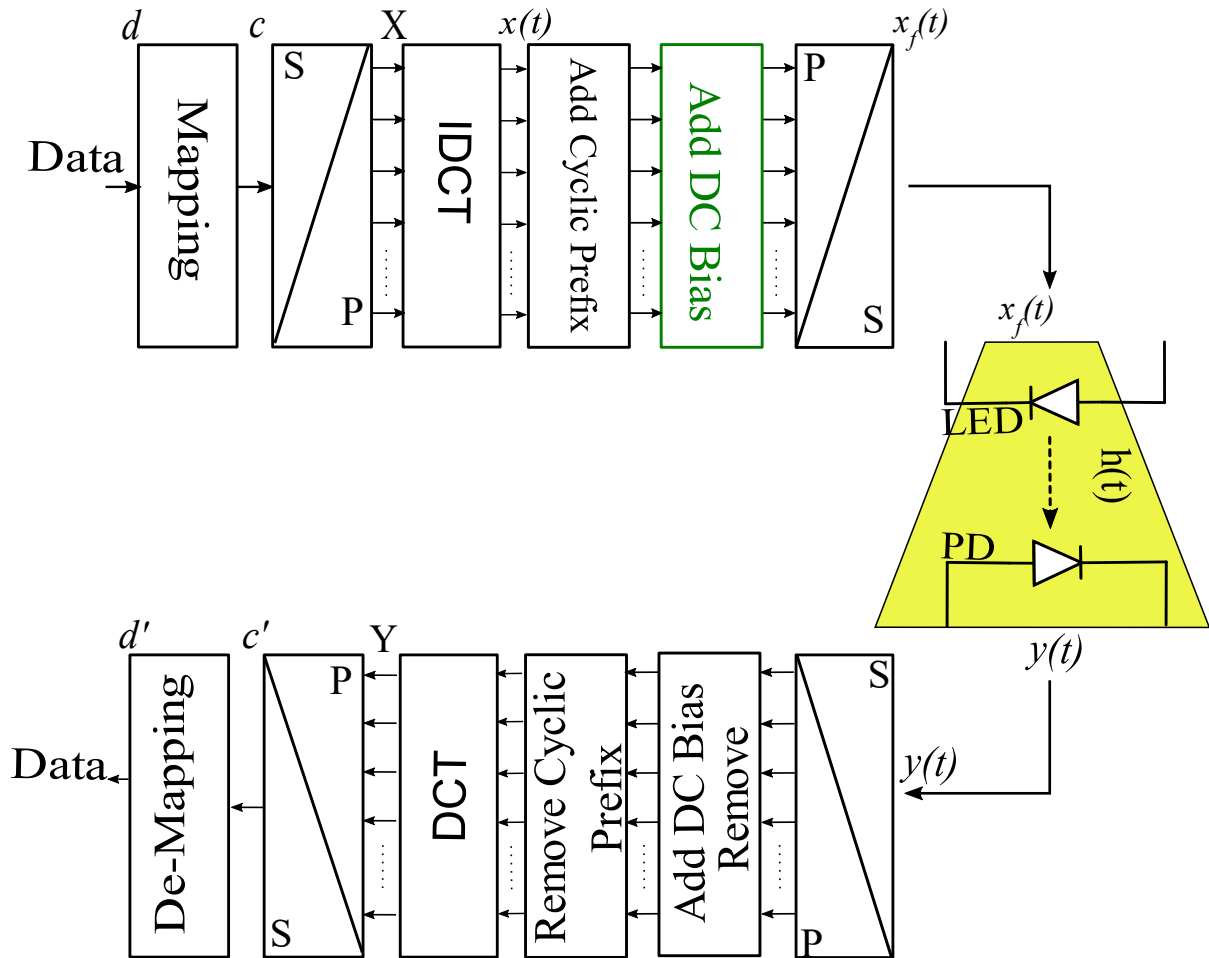 d
c
X
x(t)
x_f(t)
Data
Mapping
S
P
IDCT
Add Cyclic Prefix
Add DC Bias
P
S
x_f(t)
LED
h(t)
PD
y(t)
y(t)
S
P
Add DC Bias
Remove
Remove Cyclic
Prefix
DCT
Y
P
S
c'
De-Mapping
d'
Data